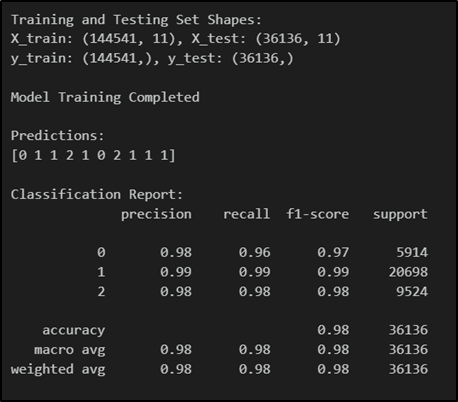 Training and Testing Set Shapes:
X_train: (144541, 11), X_test: (36136, 11)
y_train: (144541,), y_test: (36136,)
Model Training Completed
Predictions:
[0 1 1 2 1 0 2 1 1 1]
Classification Report:
precision recall f1-score support
0 0.98 0.96 0.97 5914
1 0.99 0.99 0.99 20698
2 0.98 0.98 0.98 9524
accuracy 0.98 36136
macro avg 0.98 0.98 0.98 36136
weighted avg 0.98 0.98 0.98 36136